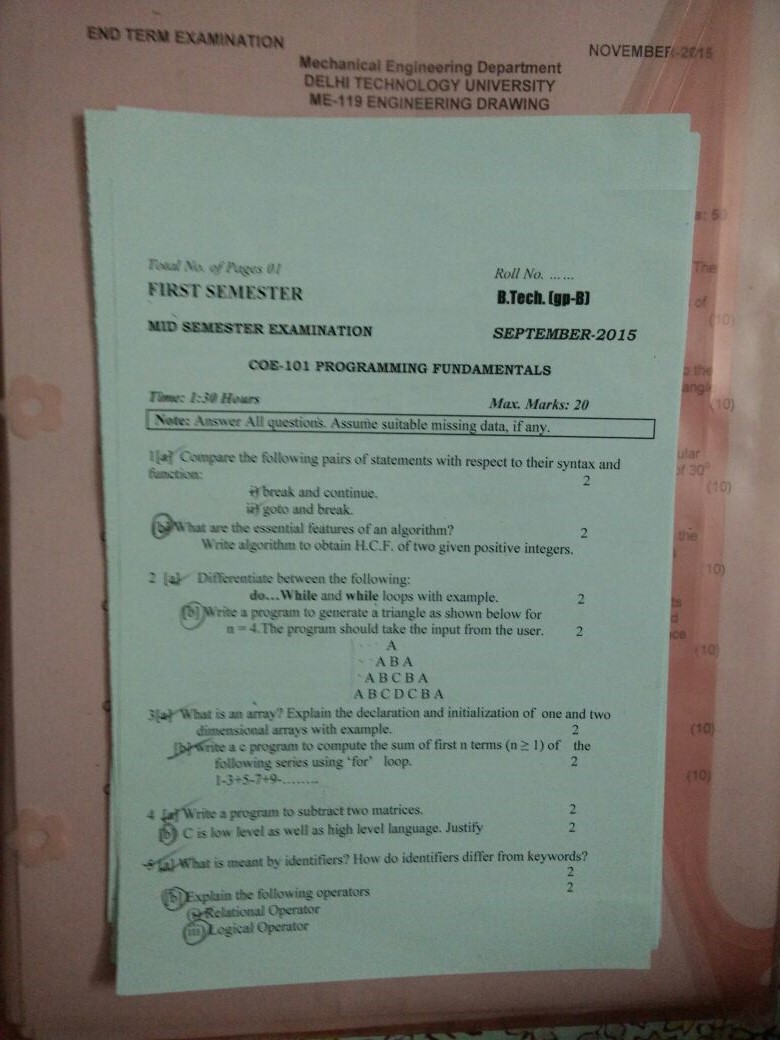 END TERM EXAMINATION
NOVEMBER-2015
Mechanical Engineering Department
DELHI TECHNOLOGY UNIVERSITY
ME-119 ENGINEERING DRAWING
Total No. of Pages 01
Roll No. ......
FIRST SEMESTER
B.Tech. (gp-B)
MID SEMESTER EXAMINATION
SEPTEMBER-2015
COE-101 PROGRAMMING FUNDAMENTALS
Time: 1:30 Hours
Max. Marks: 20
Note: Answer All questions. Assume suitable missing data, if any.
1[a] Compare the following pairs of statements with respect to their syntax and
function: 2
i) break and continue.
ii) goto and break.
[b] What are the essential features of an algorithm? 2
Write algorithm to obtain H.C.F. of two given positive integers.
2 [a] Differentiate between the following:
do...While and while loops with example. 2
[b] Write a program to generate a triangle as shown below for
n = 4.The program should take the input from the user. 2
A
A B A
A B C B A
A B C D C B A
3[a] What is an array? Explain the declaration and initialization of one and two
dimensional arrays with example. 2
[b] write a c program to compute the sum of first n terms (n ≥ 1) of the
following series using 'for' loop. 2
1-3+5-7+9-........
4 [a] Write a program to subtract two matrices. 2
[b] C is low level as well as high level language. Justify 2
5 [a] What is meant by identifiers? How do identifiers differ from keywords?
2
[b] Explain the following operators 2
Relational Operator
(ii) Logical Operator
The
of
(10)
the
angle
(10)
ular
of 30°
(10)
the
(10)
(10)
(10)
(10)